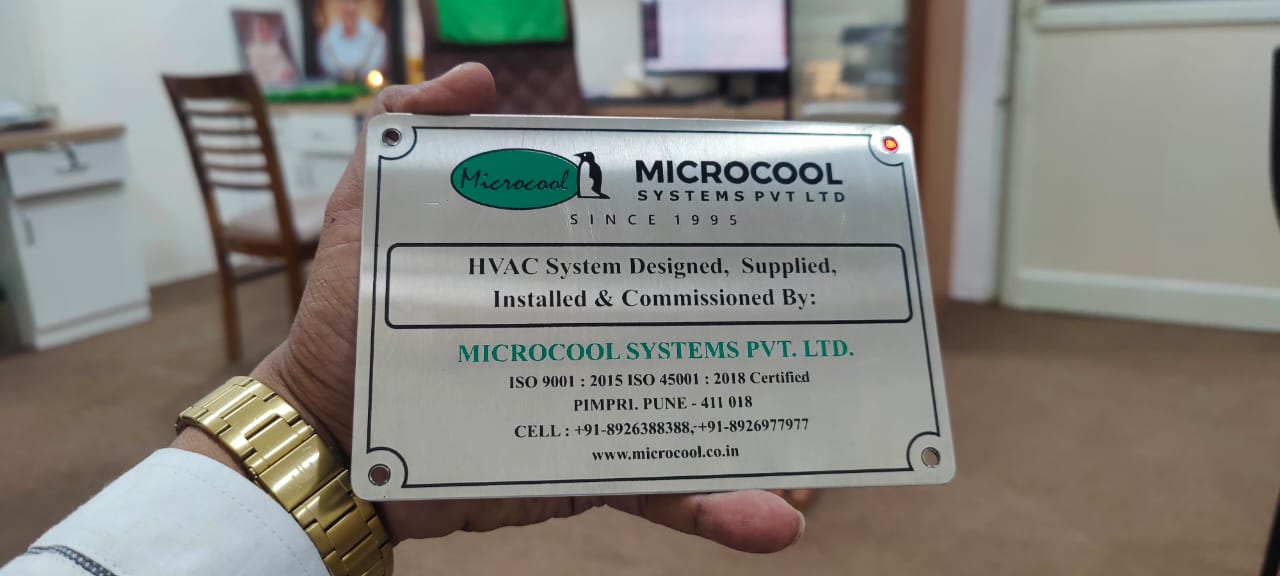 Microcool
MICROCOOL
SYSTEMS PVT LTD
SINCE 1995
HVAC System Designed, Supplied,
Installed & Commissioned By:
MICROCOOL SYSTEMS PVT. LTD.
ISO 9001 : 2015 ISO 45001 : 2018 Certified
PIMPRI. PUNE - 411 018
CELL : +91-8926388388, +91-8926977977
www.microcool.co.in